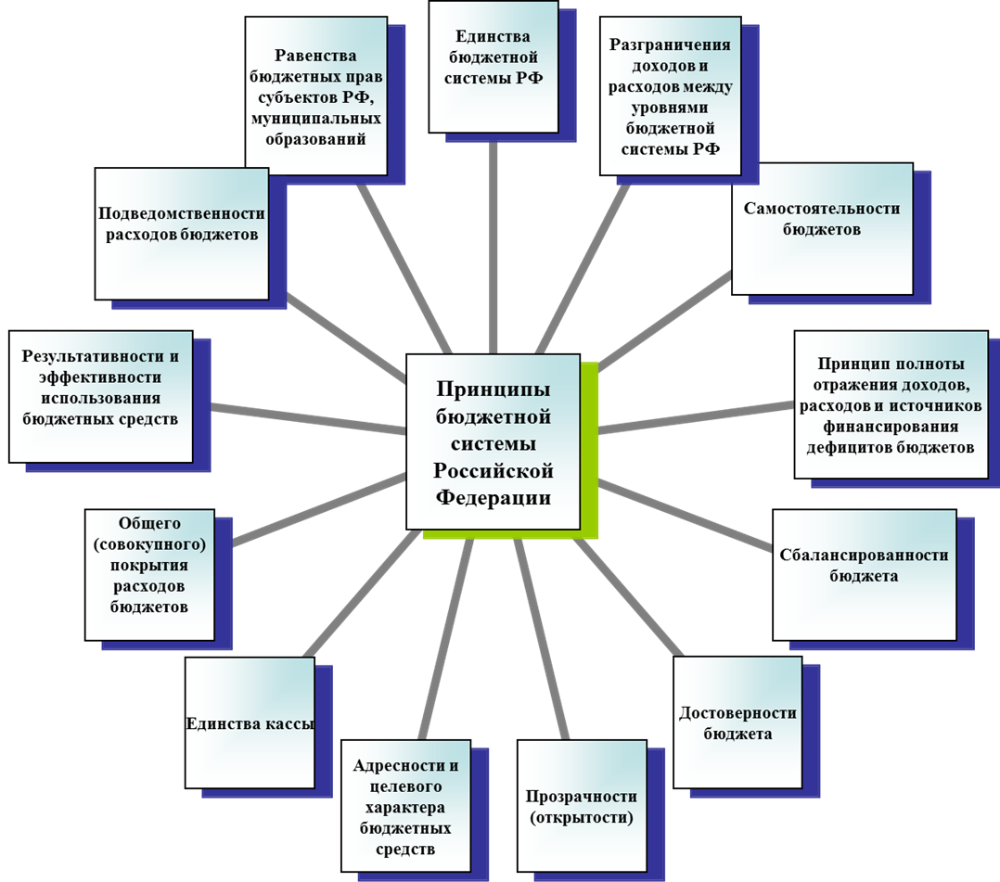 Единства
бюджетной
системы РФ
Разграничения
доходов и
расходов между
уровнями
бюджетной
системы РФ
Самостоятельности
бюджетов
Принцип полноты
отражения доходов,
расходов и источников
финансирования
дефицитов бюджетов
Сбалансированности
бюджета
Достоверности
бюджета
Прозрачности
(открытости)
Адресности и
целевого
характера
бюджетных
средств
Единства кассы
Общего
(совокупного)
покрытия
расходов
бюджетов
Результативности и
эффективности
использования
бюджетных средств
Подведомственности
расходов бюджетов
Равенства
бюджетных прав
субъектов РФ,
муниципальных
образований
Принципы
бюджетной
системы
Российской
Федерации